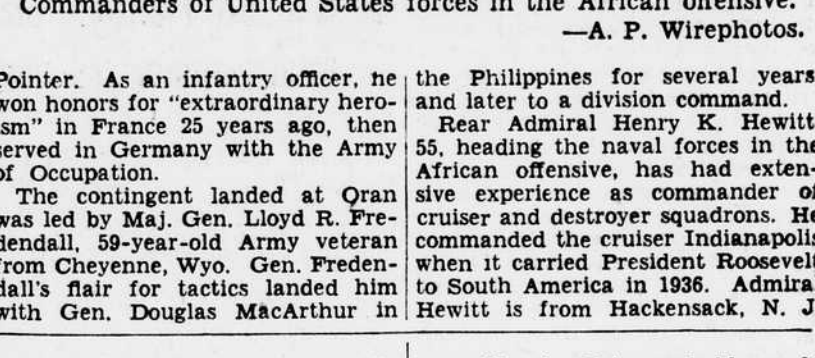 Commanders of United States forces in the African offensive.
—A. P. Wirephotos.
Pointer. As an infantry officer, he
won honors for "extraordinary hero-
ism" in France 25 years ago, then
served in Germany with the Army
of Occupation.
The contingent landed at Oran
was led by Maj. Gen. Lloyd R. Fre-
dendall, 59-year-old Army veteran
from Cheyenne, Wyo. Gen. Freden-
dall's flair for tactics landed him
with Gen. Douglas MacArthur in
the Philippines for several years
and later to a division command.
Rear Admiral Henry K. Hewitt
55, heading the naval forces in the
African offensive, has had exten-
sive experience as commander of
cruiser and destroyer squadrons. He
commanded the cruiser Indianapolis
when it carried President Roosevelt
to South America in 1936. Admiral
Hewitt is from Hackensack, N. J